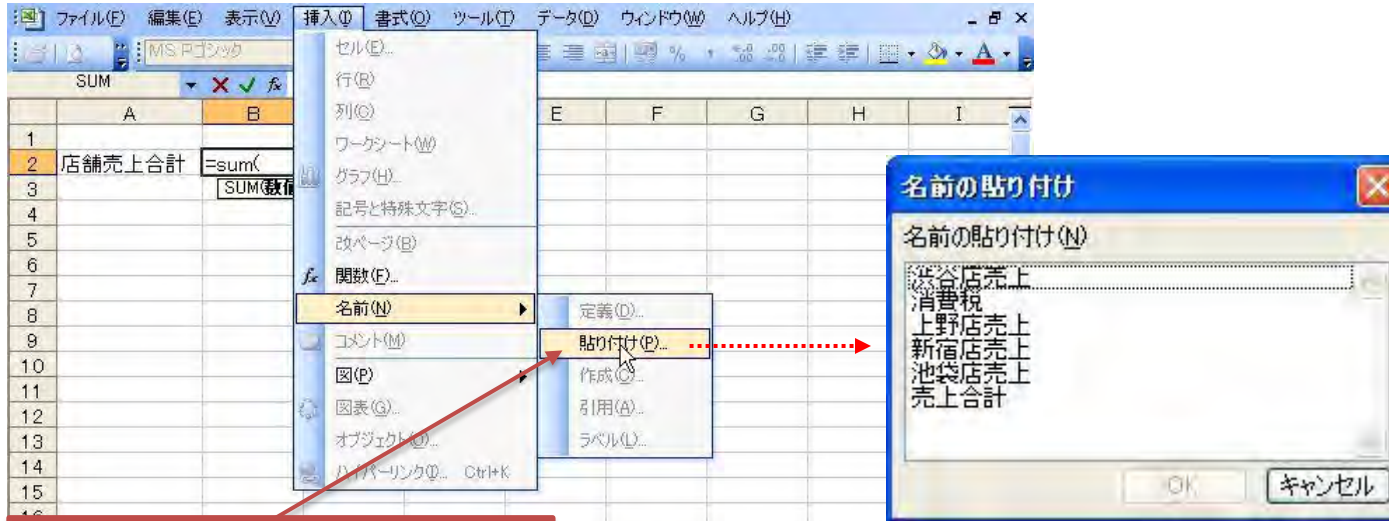 ファイル(F) 編集(E) 表示(V) 挿入(I) 書式(O) ツール(T) データ(D) ウィンドウ(W) ヘルプ(H)
MS Pゴシック
SUM
A B E F G H I
1
2 店舗売上合計 =sum(
3 SUM(数値
4
5
6
7
8
9
10
11
12
13
14
15
セル(E)...
行(R)
列(C)
ワークシート(W)
グラフ(H)...
記号と特殊文字(S)...
改ページ(B)
fx 関数(F)...
名前(N)
コメント(M)
図(P)
図表(G)...
オブジェクト(O)...
ハイパーリンク(I)... Ctrl+K
定義(D)...
貼り付け(P)...
作成(C)...
引用(A)...
ラベル(L)...
名前の貼り付け
名前の貼り付け(N)
渋谷店売上
消費税
上野店売上
新宿店売上
池袋店売上
売上合計
OK キャンセル